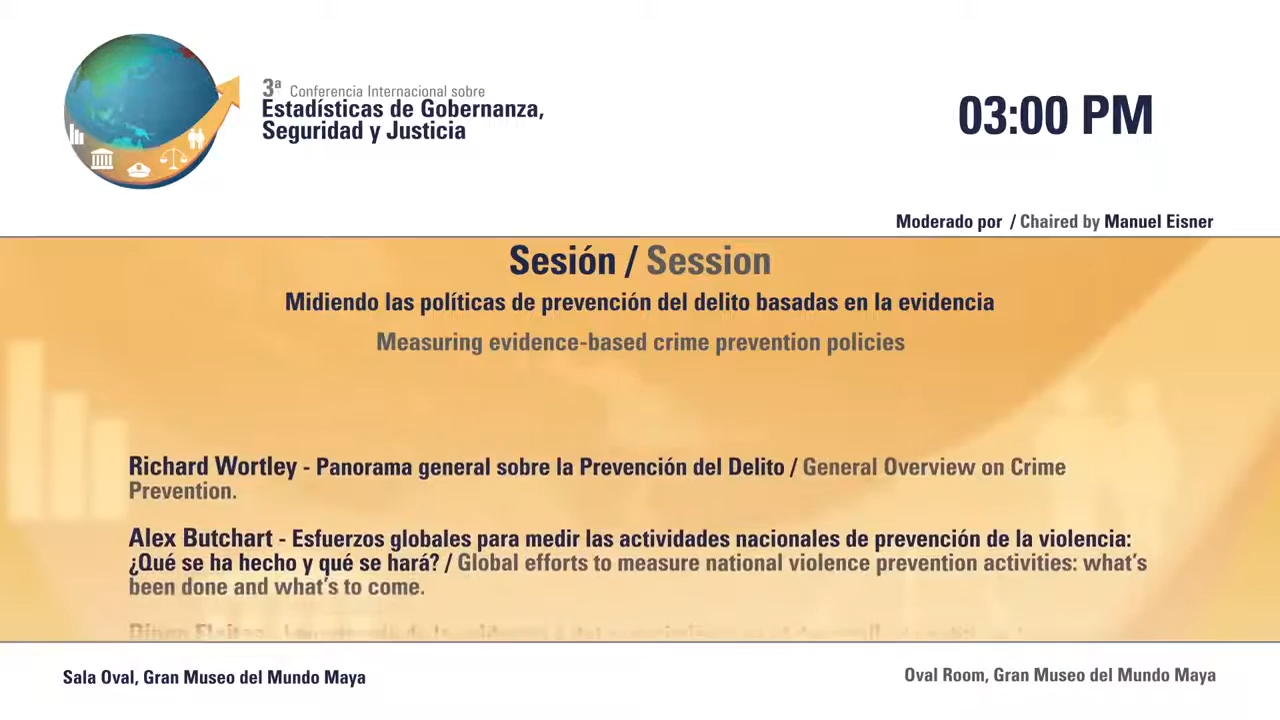 3ª Conferencia Internacional sobre
Estadísticas de Gobernanza,
Seguridad y Justicia
03:00 PM
Moderado por / Chaired by Manuel Eisner
Sesión / Session
Midiendo las políticas de prevención del delito basadas en la evidencia
Measuring evidence-based crime prevention policies
Richard Wortley - Panorama general sobre la Prevención del Delito / General Overview on Crime
Prevention.
Alex Butchart - Esfuerzos globales para medir las actividades nacionales de prevención de la violencia:
¿Qué se ha hecho y qué se hará? / Global efforts to measure national violence prevention activities: what's
been done and what's to come.
Sala Oval, Gran Museo del Mundo Maya
Oval Room, Gran Museo del Mundo Maya